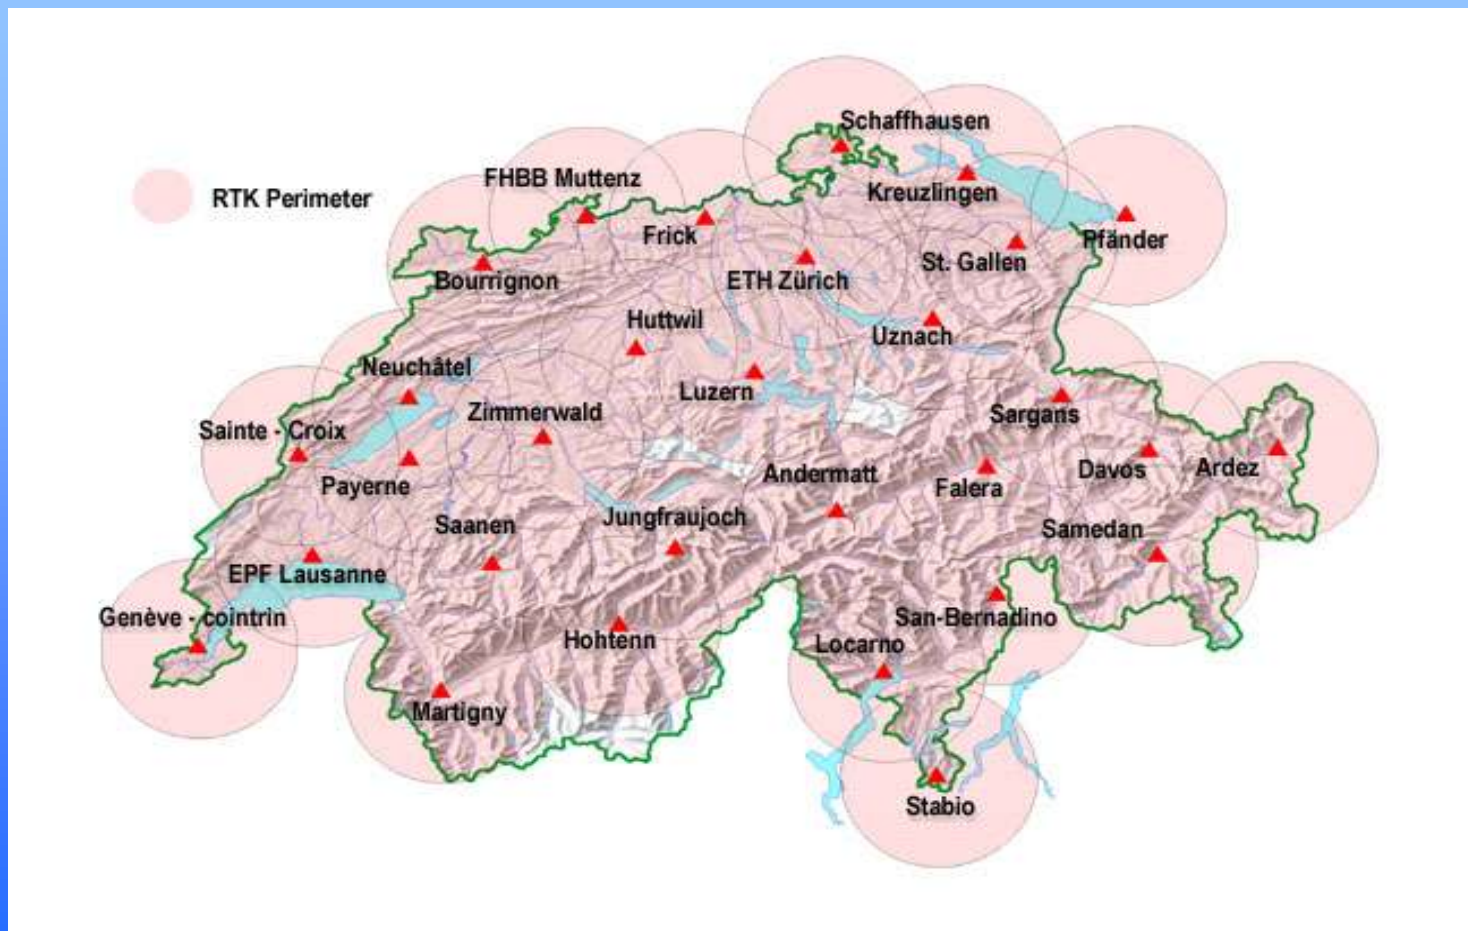 Schaffhausen
FHBB Muttenz
RTK Perimeter
Kreuzlingen
Frick
Pfänder
St. Gallen
Bourrignon
ETH Zürich
Huttwil
Uznach
Neuchâtel
Luzern
Zimmerwald
Sargans
Sainte - Croix
Andermatt
Davos
Ardez
Payerne
Falera
Saanen
Jungfraujoch
Samedan
EPF Lausanne
Genève - cointrin
San-Bernadino
Hohtenn
Locarno
Martigny
Stabio